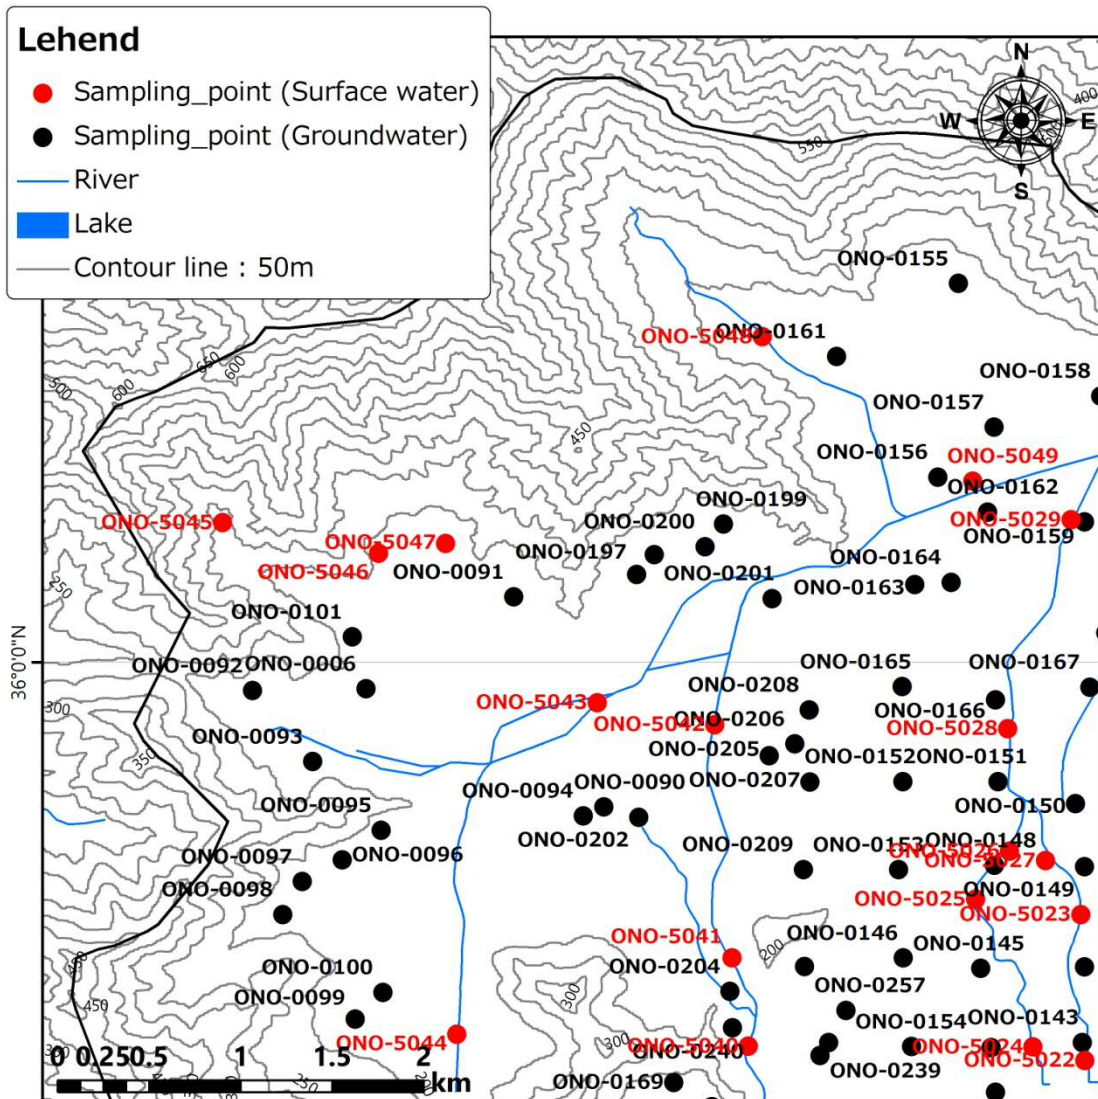 Lehend
Sampling_point (Surface water)
Sampling_point (Groundwater)
River
Lake
Contour line : 50m
N
W
E
S
400
550
ONO-0155
ONO-5048
ONO-0161
650
600
600
500
ONO-0158
ONO-0157
450
ONO-0156
ONO-5049
ONO-0162
ONO-0199
ONO-0200
ONO-5045
ONO-5029
ONO-0159
ONO-5047
ONO-0197
ONO-5046
ONO-0091
ONO-0201
ONO-0164
ONO-0163
250
ONO-0101
36°0'0"N
ONO-0092
ONO-0006
ONO-0165
ONO-0167
ONO-0208
300
ONO-5043
ONO-5042
ONO-0206
ONO-0166
ONO-5028
ONO-0093
ONO-0205
350
ONO-0152
ONO-0151
ONO-0094
ONO-0090
ONO-0207
ONO-0095
ONO-0150
ONO-0202
ONO-0209
ONO-0153
ONO-0148
ONO-0097
ONO-0096
ONO-5026
ONO-5027
ONO-0098
ONO-0149
ONO-5025
ONO-5023
ONO-5041
ONO-0146
ONO-0145
200
450
ONO-0100
ONO-0204
ONO-0257
300
ONO-0099
450
ONO-0154
ONO-0143
ONO-5044
300
ONO-5040
ONO-0240
ONO-5024
ONO-5022
ONO-0239
0 0.25 0.5 1 1.5 2
km
250
ONO-0169